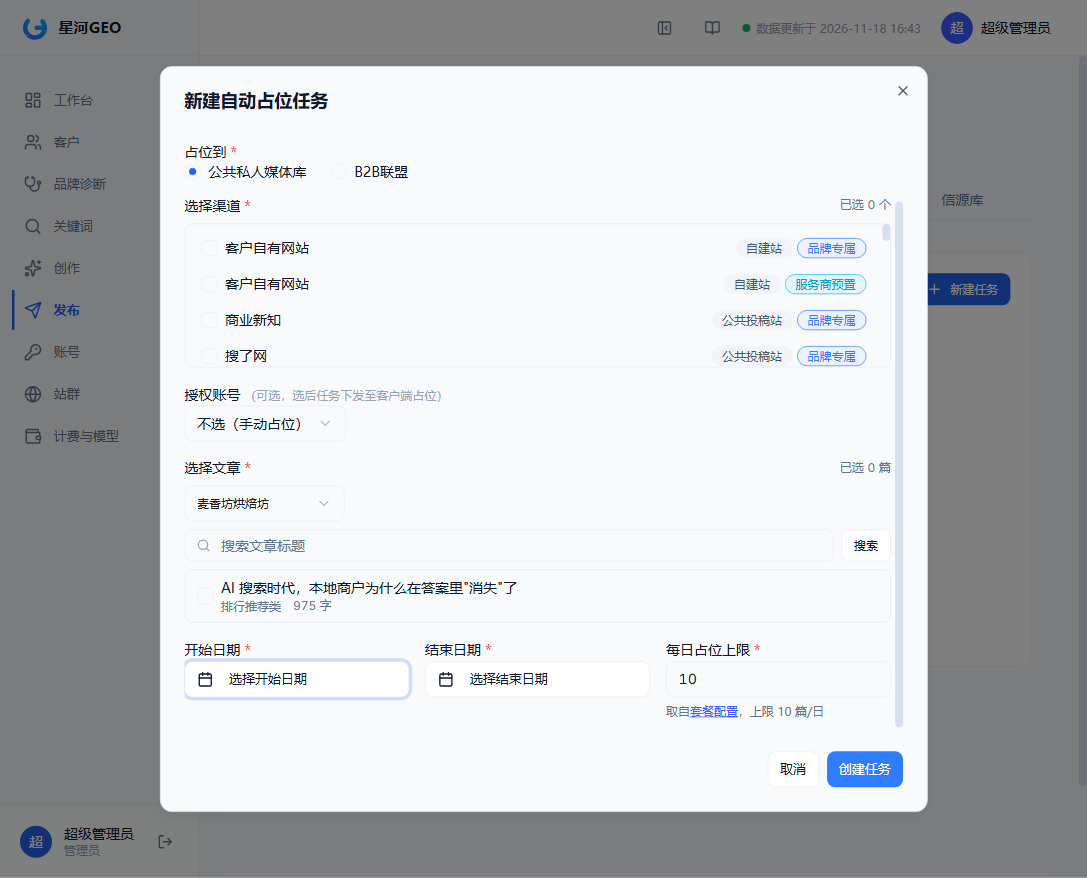 星河GEO
数据更新于 2026-11-18 16:43
超
超级管理员
工作台
客户
品牌诊断
关键词
创作
发布
账号
站群
计费与模型
信源库
新建任务
新建自动占位任务
占位到 *
公共私人媒体库
B2B联盟
选择渠道 *
已选 0 个
客户自有网站
自建站
品牌专属
客户自有网站
自建站
服务商预置
商业新知
公共投稿站
品牌专属
搜了网
公共投稿站
品牌专属
授权账号 (可选，选后任务下发至客户端占位)
不选（手动占位）
选择文章 *
已选 0 篇
麦香坊烘焙坊
搜索文章标题
搜索
AI 搜索时代，本地商户为什么在答案里"消失"了
排行推荐类 975 字
开始日期 *
结束日期 *
每日占位上限 *
选择开始日期
选择结束日期
10
取自套餐配置，上限 10 篇/日
取消
创建任务
超
超级管理员
管理员